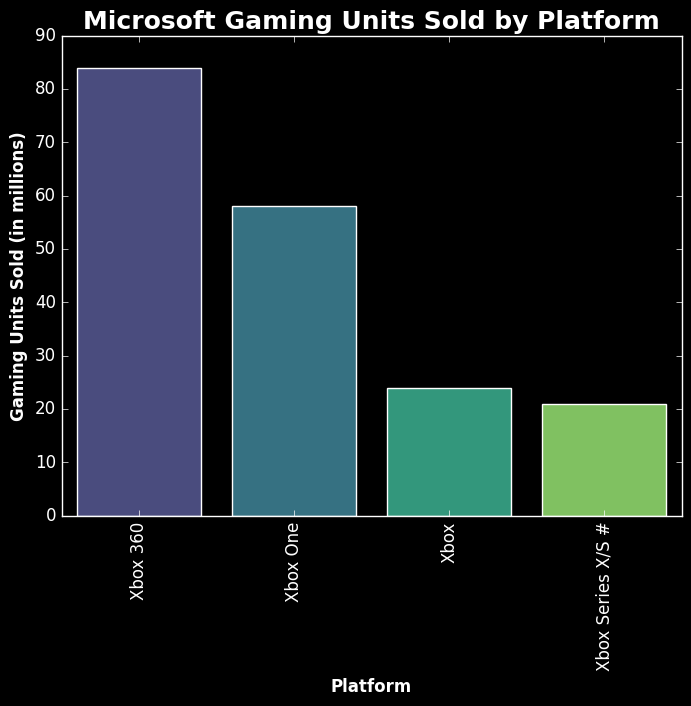 Microsoft Gaming Units Sold by Platform
90
80
70
60
50
40
30
20
10
0
Gaming Units Sold (in millions)
Xbox 360
Xbox One
Xbox
Xbox Series X/S #
Platform